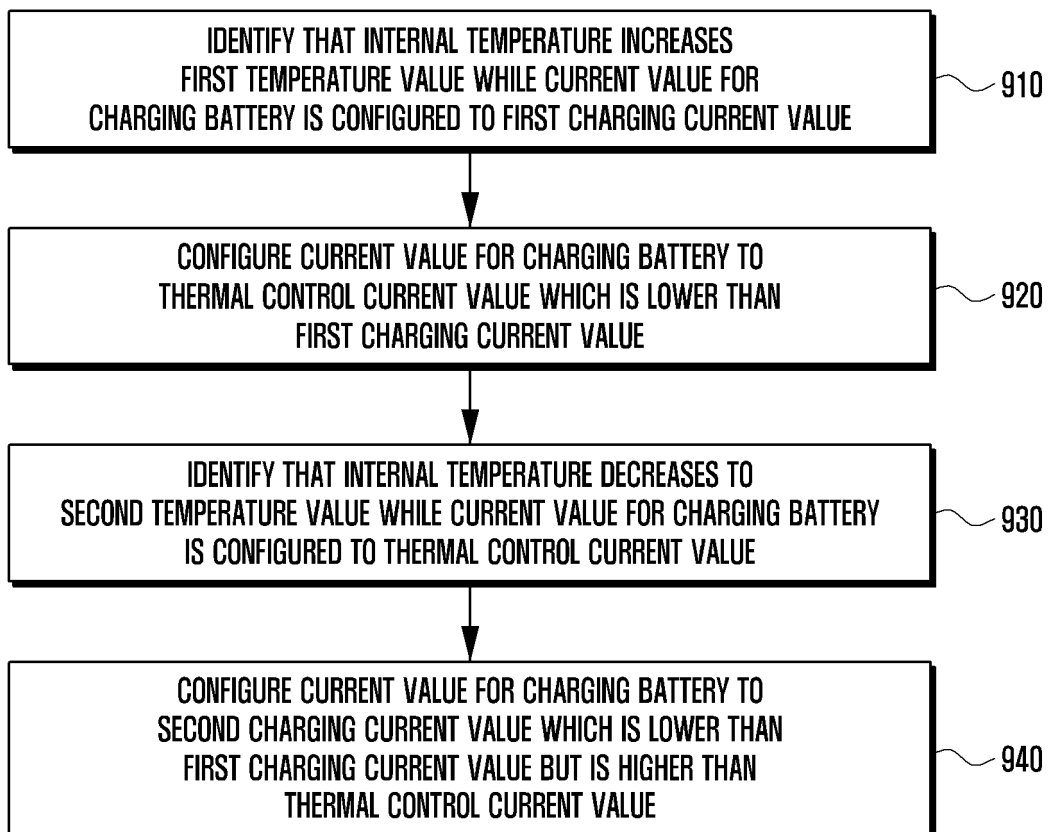 IDENTIFY THAT INTERNAL TEMPERATURE INCREASES
FIRST TEMPERATURE VALUE WHILE CURRENT VALUE FOR
CHARGING BATTERY IS CONFIGURED TO FIRST CHARGING CURRENT VALUE
910
CONFIGURE CURRENT VALUE FOR CHARGING BATTERY TO
THERMAL CONTROL CURRENT VALUE WHICH IS LOWER THAN
FIRST CHARGING CURRENT VALUE
920
IDENTIFY THAT INTERNAL TEMPERATURE DECREASES TO
SECOND TEMPERATURE VALUE WHILE CURRENT VALUE FOR CHARGING BATTERY
IS CONFIGURED TO THERMAL CONTROL CURRENT VALUE
930
CONFIGURE CURRENT VALUE FOR CHARGING BATTERY TO
SECOND CHARGING CURRENT VALUE WHICH IS LOWER THAN
FIRST CHARGING CURRENT VALUE BUT IS HIGHER THAN
THERMAL CONTROL CURRENT VALUE
940